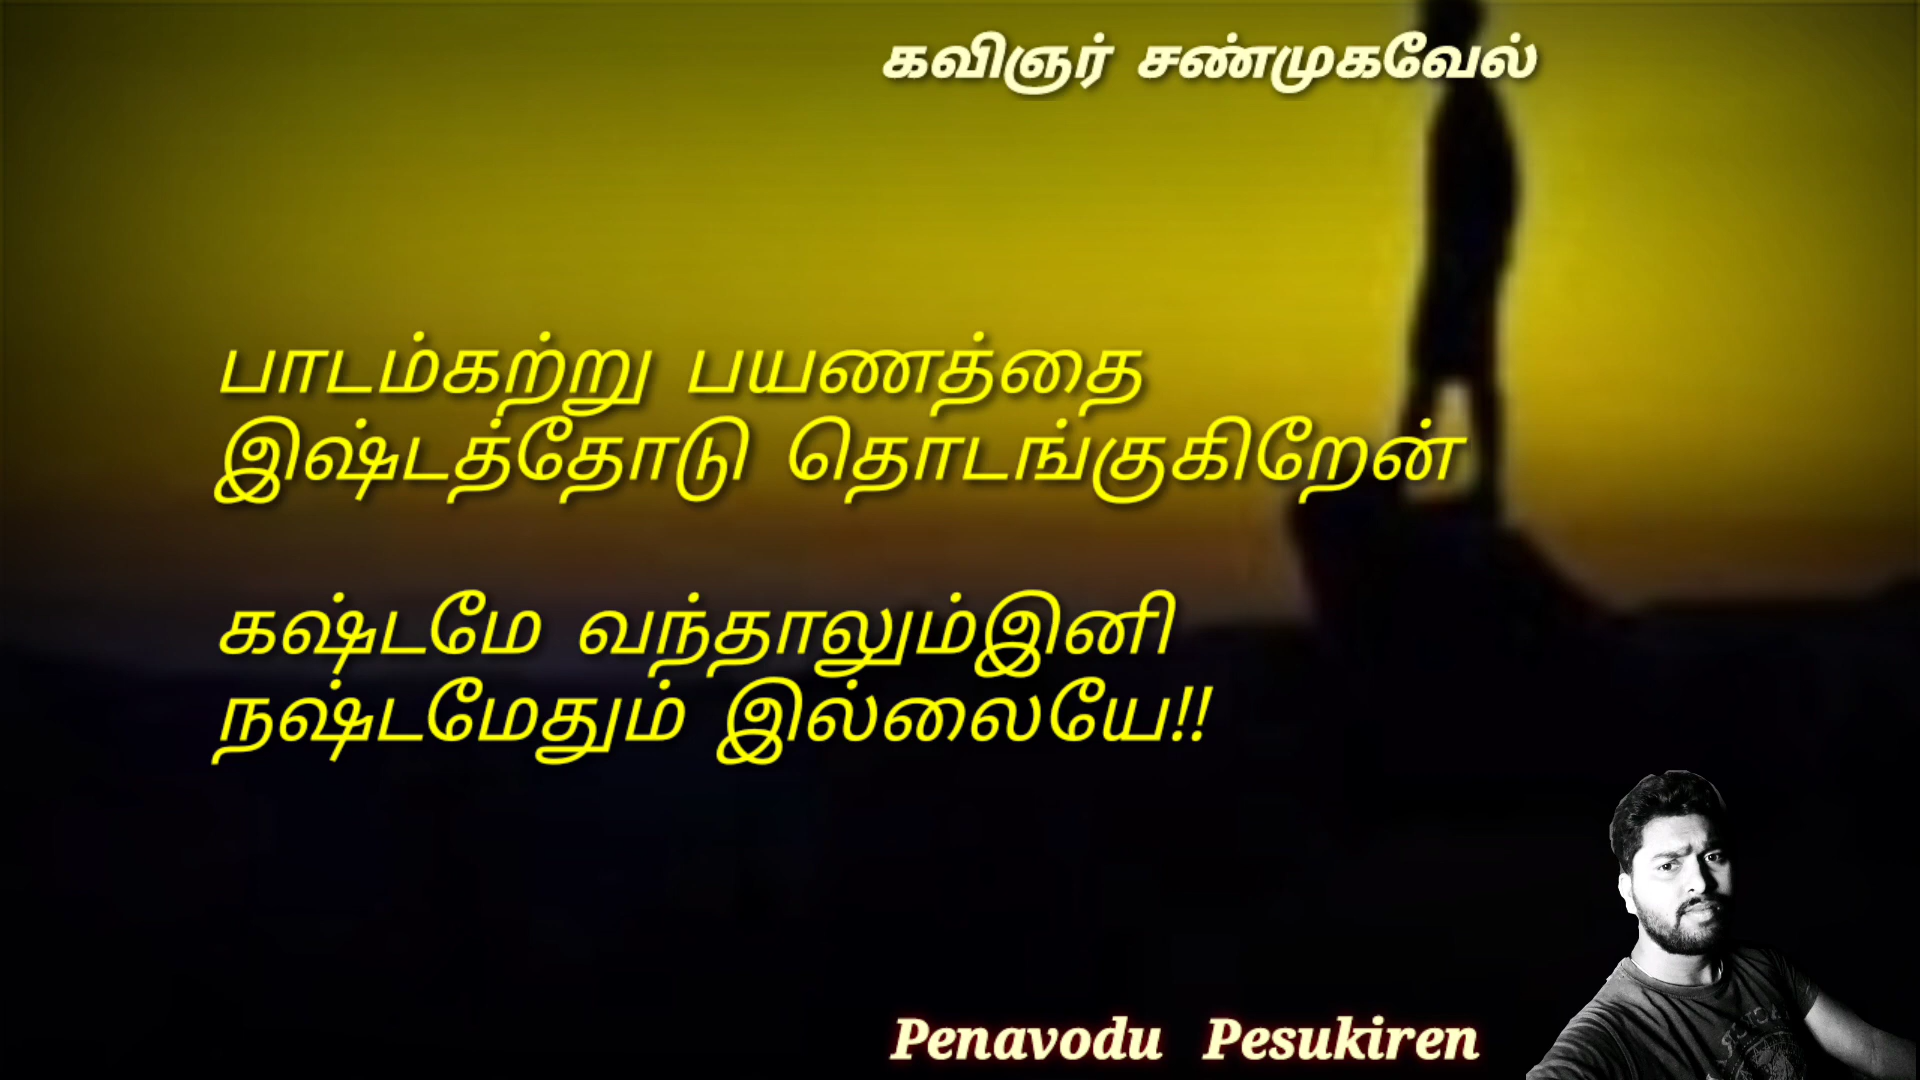 கவிஞர் சண்முகவேல்
பாடம்கற்று பயணத்தை
இஷ்டத்தோடு தொடங்குகிறேன்
கஷ்டமே வந்தாலும்இனி
நஷ்டமேதும் இல்லையே!!
Penavodu Pesukiren